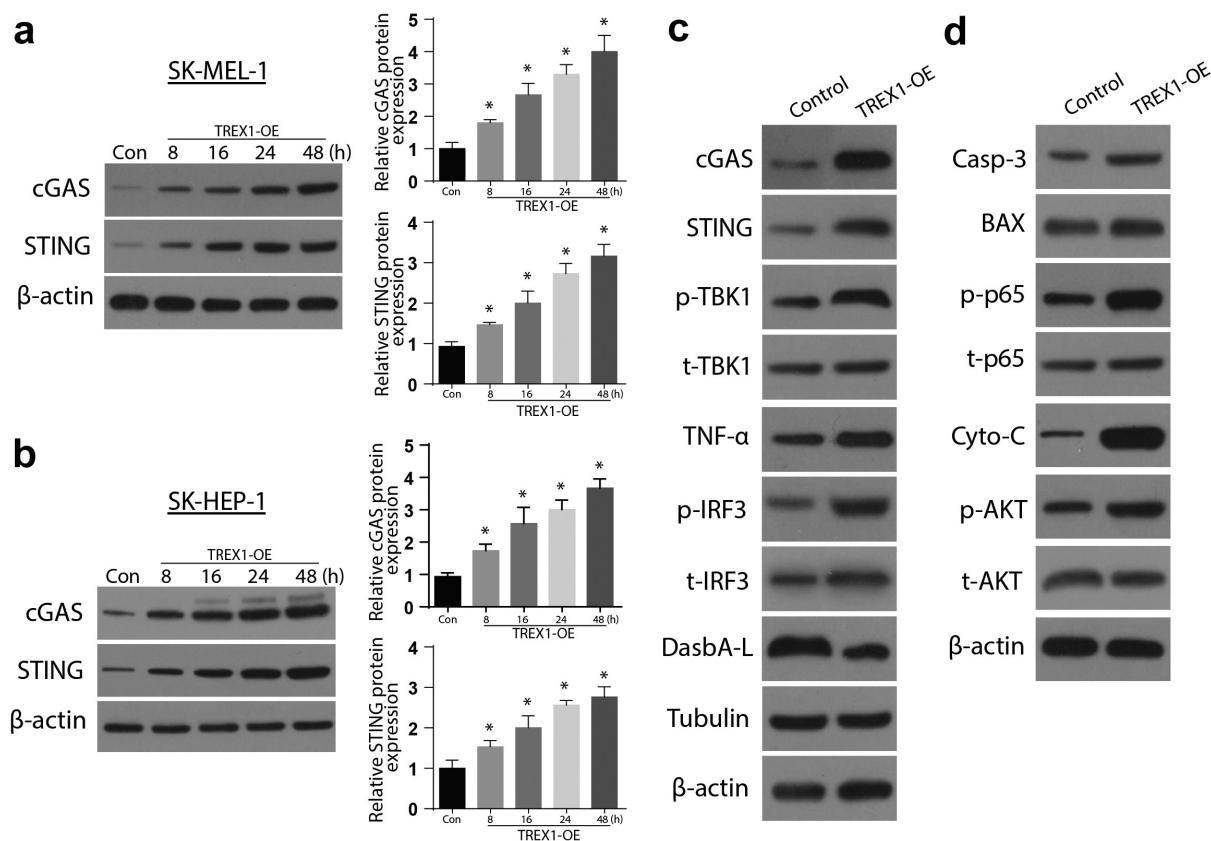 a
SK-MEL-1
TREX1-OE
Con 8 16 24 48 (h)
cGAS
STING
β-actin
Relative cGAS protein
expression
5
4
3
2
1
0
* * * *
Con 8 16 24 48 (h)
TREX1-OE
Relative STING protein
expression
4
3
2
1
0
* * * *
Con 8 16 24 48 (h)
TREX1-OE
b
SK-HEP-1
TREX1-OE
Con 8 16 24 48 (h)
cGAS
STING
β-actin
Relative cGAS protein
expression
5
4
3
2
1
0
* * * *
Con 8 16 24 48 (h)
TREX1-OE
Relative STING protein
expression
4
3
2
1
0
* * * *
Con 8 16 24 48 (h)
TREX1-OE
c
Control TREX1-OE
cGAS
STING
p-TBK1
t-TBK1
TNF-α
p-IRF3
t-IRF3
DasbA-L
Tubulin
β-actin
d
Control TREX1-OE
Casp-3
BAX
p-p65
t-p65
Cyto-C
p-AKT
t-AKT
β-actin